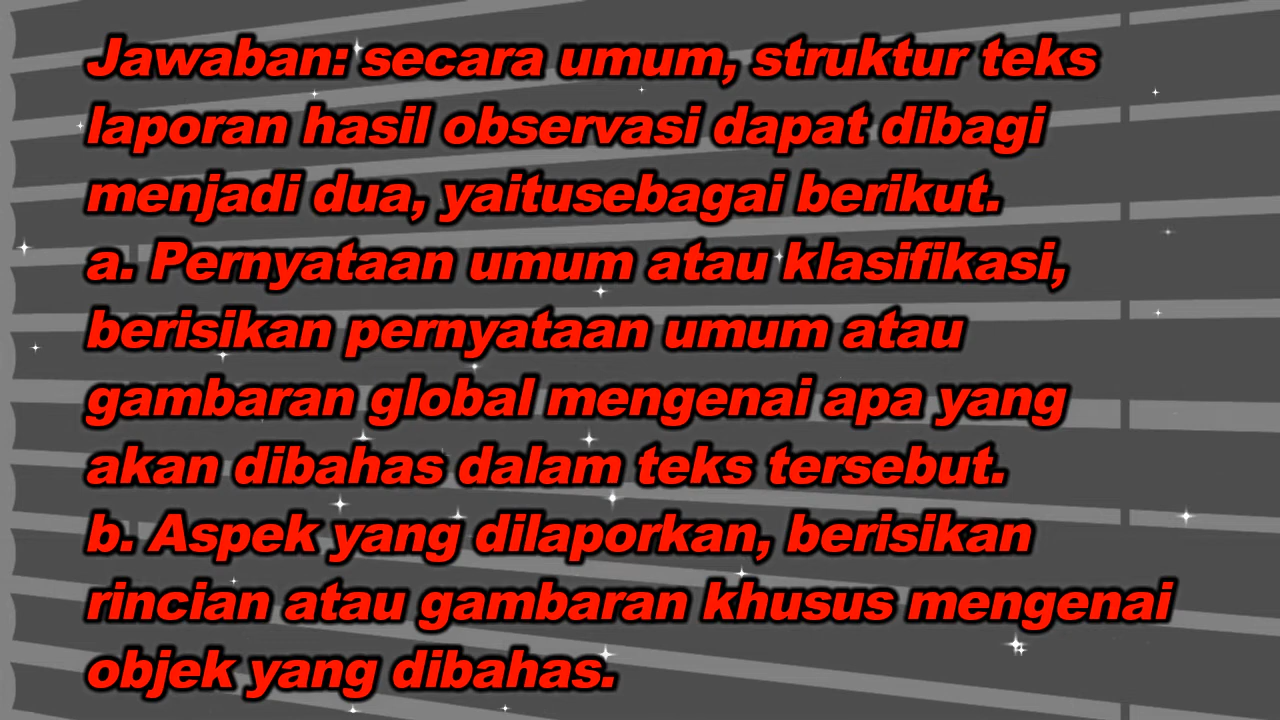 Jawaban: secara umum, struktur teks
laporan hasil observasi dapat dibagi
menjadi dua, yaitusebagai berikut.
a. Pernyataan umum atau klasifikasi,
berisikan pernyataan umum atau
gambaran global mengenai apa yang
akan dibahas dalam teks tersebut.
b. Aspek yang dilaporkan, berisikan
rincian atau gambaran khusus mengenai
objek yang dibahas.